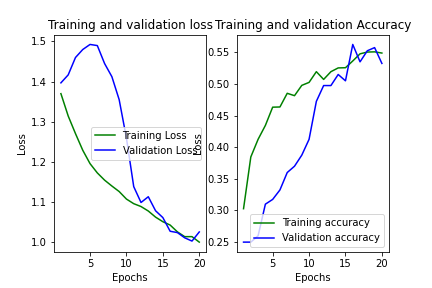 Training and validation loss
1.5
1.4
1.3
1.2
1.1
1.0
Loss
Training Loss
Validation Loss
5
10
15
20
Epochs
Training and validation Accuracy
0.55
0.50
0.45
0.40
0.35
0.30
0.25
Loss
Training accuracy
Validation accuracy
5
10
15
20
Epochs